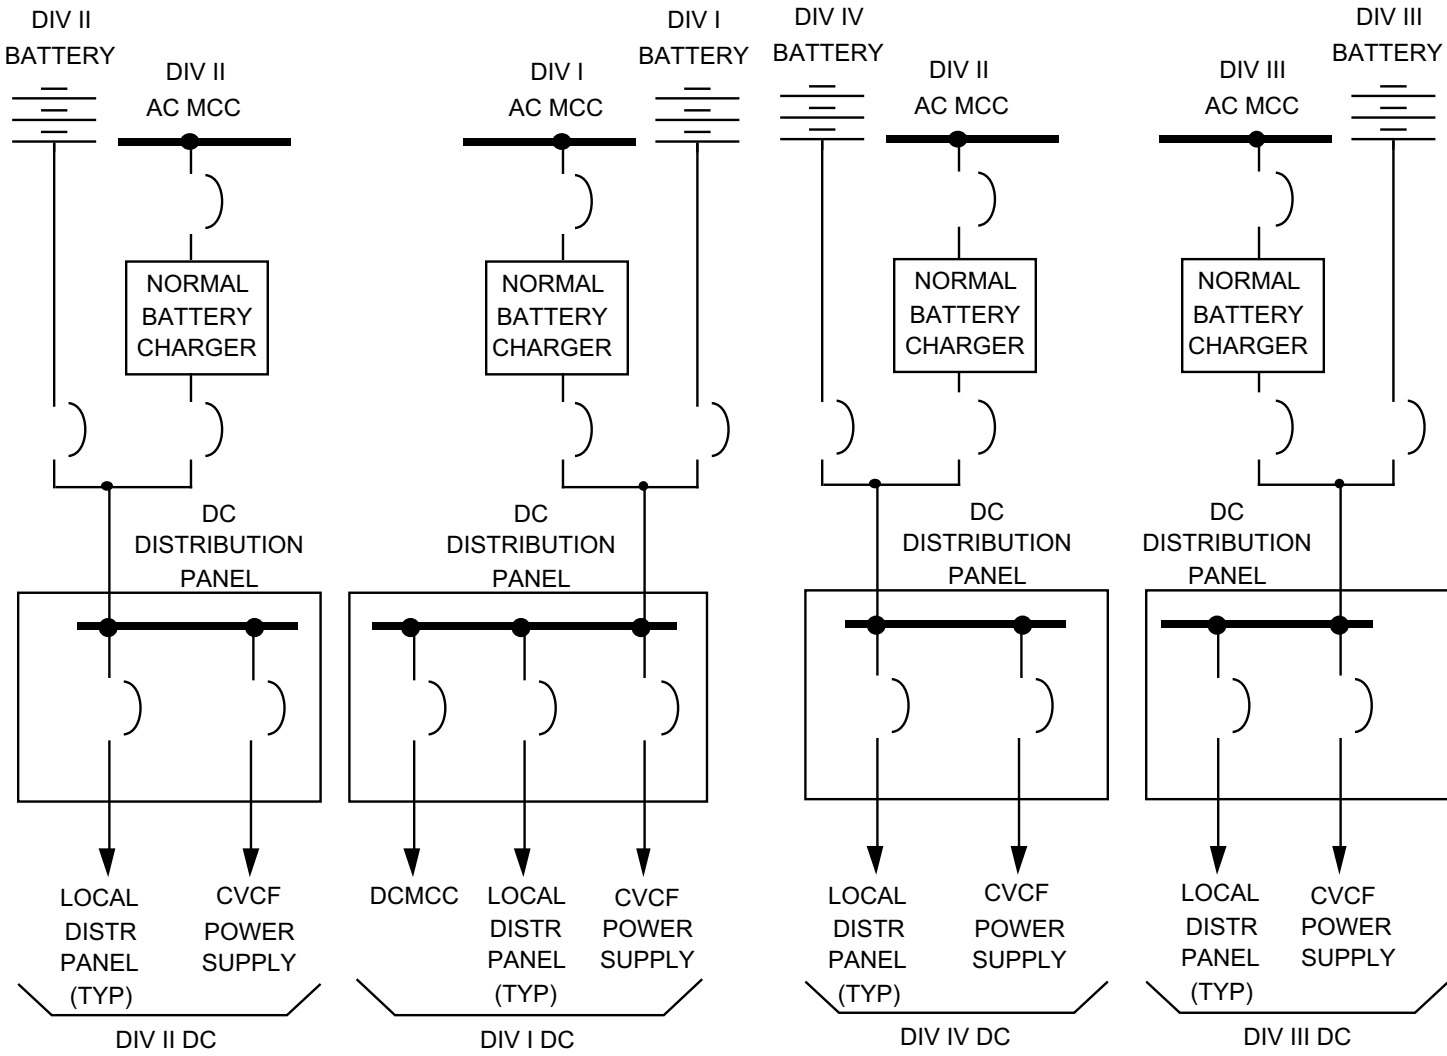 DIV II
BATTERY
DIV II
AC MCC
DIV I
AC MCC
DIV I
BATTERY
DIV IV
BATTERY
DIV II
AC MCC
DIV III
AC MCC
DIV III
BATTERY
NORMAL
BATTERY
CHARGER
NORMAL
BATTERY
CHARGER
NORMAL
BATTERY
CHARGER
NORMAL
BATTERY
CHARGER
DC
DISTRIBUTION
PANEL
DC
DISTRIBUTION
PANEL
DC
DISTRIBUTION
PANEL
DC
DISTRIBUTION
PANEL
LOCAL
DISTR
PANEL
(TYP)
CVCF
POWER
SUPPLY
DCMCC
LOCAL
DISTR
PANEL
(TYP)
CVCF
POWER
SUPPLY
LOCAL
DISTR
PANEL
(TYP)
CVCF
POWER
SUPPLY
LOCAL
DISTR
PANEL
(TYP)
CVCF
POWER
SUPPLY
DIV II DC
DIV I DC
DIV IV DC
DIV III DC